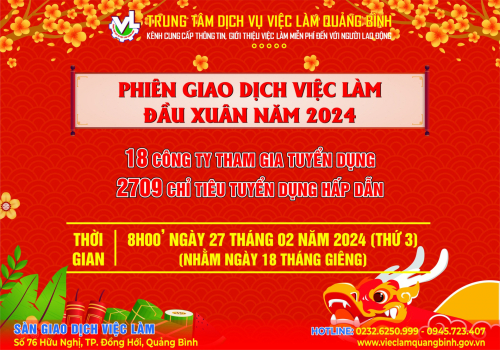 VL
TRUNG TÂM DỊCH VỤ VIỆC LÀM QUẢNG BÌNH
KÊNH CUNG CẤP THÔNG TIN, GIỚI THIỆU VIỆC LÀM MIỄN PHÍ ĐẾN VỚI NGƯỜI LAO ĐỘNG
PHIÊN GIAO DỊCH VIỆC LÀM
ĐẦU XUÂN NĂM 2024
18 CÔNG TY THAM GIA TUYỂN DỤNG
2709 CHỈ TIÊU TUYỂN DỤNG HẤP DẪN
THỜI GIAN
8H00' NGÀY 27 THÁNG 02 NĂM 2024 (THỨ 3)
(NHẰM NGÀY 18 THÁNG GIÊNG)
SÀN GIAO DỊCH VIỆC LÀM
Số 76 Hữu Nghị, TP. Đồng Hới, Quảng Bình
HOTLINE: 0232.6250.999 - 0945.723.407
www.vieclamquangbinh.gov.vn